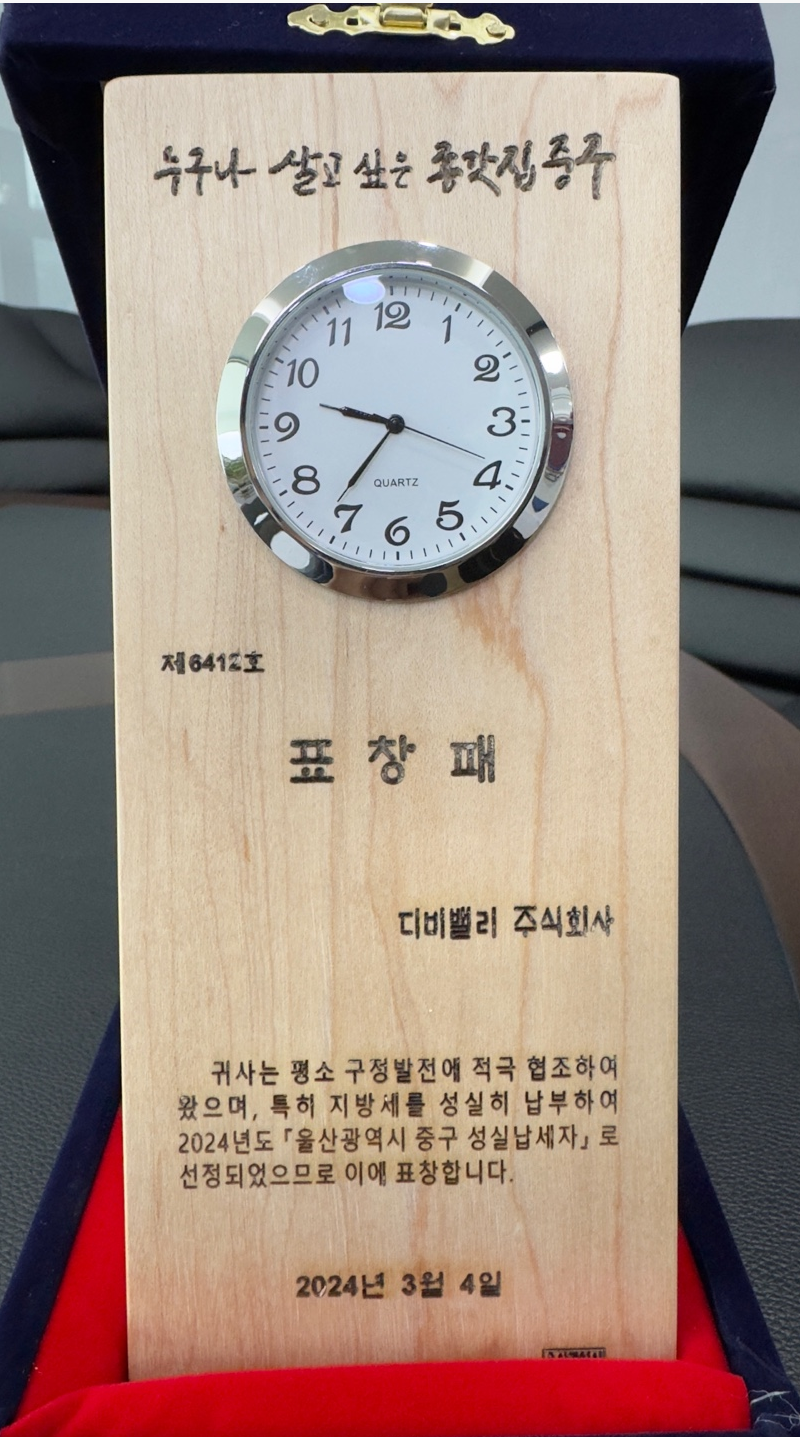 누구나 살고 싶은 종갓집 중구
12
1
2
3
4
5
6
7
8
9
10
11
QUARTZ
제6412호
표 창 패
디비밸리 주식회사
귀사는 평소 구정발전에 적극 협조하여
왔으며, 특히 지방세를 성실히 납부하여
2024년도 「울산광역시 중구 성실납세자」 로
선정되었으므로 이에 표창합니다.
2024년 3월 4일